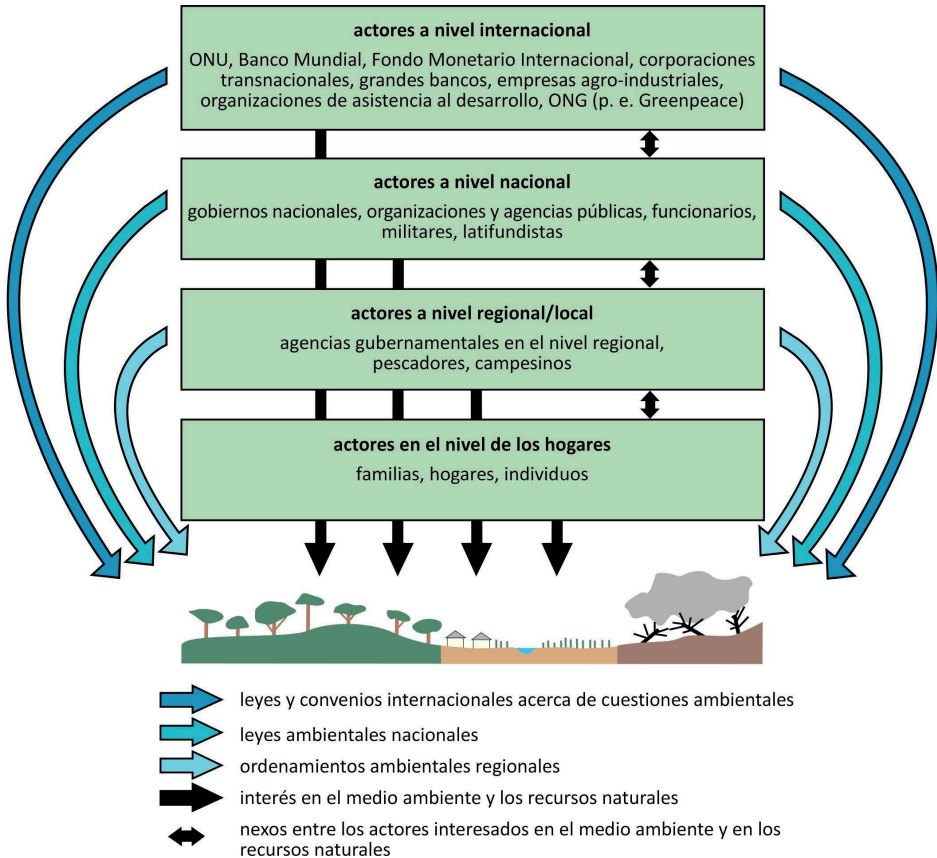 actores a nivel internacional
ONU, Banco Mundial, Fondo Monetario Internacional, corporaciones
transnacionales, grandes bancos, empresas agro-industriales,
organizaciones de asistencia al desarrollo, ONG (p. e. Greenpeace)
actores a nivel nacional
gobiernos nacionales, organizaciones y agencias públicas, funcionarios,
militares, latifundistas
actores a nivel regional/local
agencias gubernamentales en el nivel regional,
pescadores, campesinos
actores en el nivel de los hogares
familias, hogares, individuos
leyes y convenios internacionales acerca de cuestiones ambientales
leyes ambientales nacionales
ordenamientos ambientales regionales
interés en el medio ambiente y los recursos naturales
nexos entre los actores interesados en el medio ambiente y en los
recursos naturales